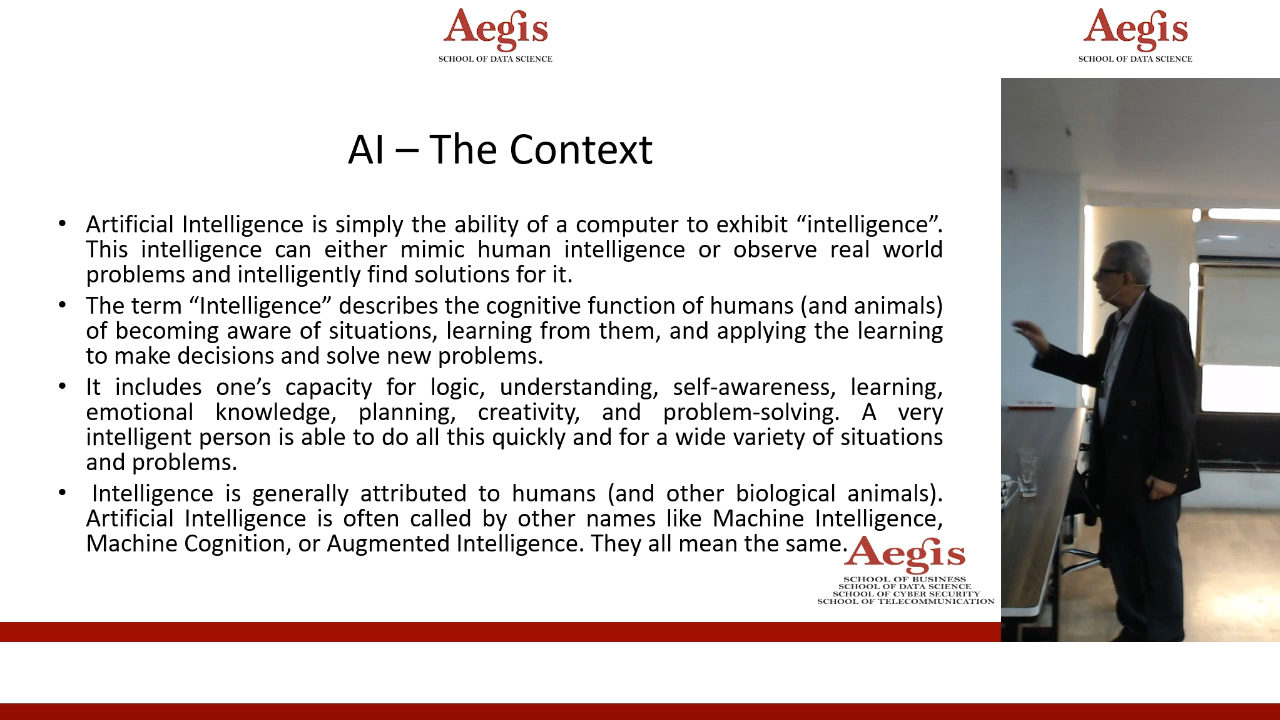 Aegis
SCHOOL OF DATA SCIENCE
Aegis
SCHOOL OF DATA SCIENCE
AI – The Context
• Artificial Intelligence is simply the ability of a computer to exhibit “intelligence”.
This intelligence can either mimic human intelligence or observe real world
problems and intelligently find solutions for it.
• The term “Intelligence” describes the cognitive function of humans (and animals)
of becoming aware of situations, learning from them, and applying the learning
to make decisions and solve new problems.
• It includes one’s capacity for logic, understanding, self-awareness, learning,
emotional knowledge, planning, creativity, and problem-solving. A very
intelligent person is able to do all this quickly and for a wide variety of situations
and problems.
• Intelligence is generally attributed to humans (and other biological animals).
Artificial Intelligence is often called by other names like Machine Intelligence,
Machine Cognition, or Augmented Intelligence. They all mean the same.
Aegis
SCHOOL OF BUSINESS
SCHOOL OF DATA SCIENCE
SCHOOL OF CYBER SECURITY
SCHOOL OF TELECOMMUNICATION